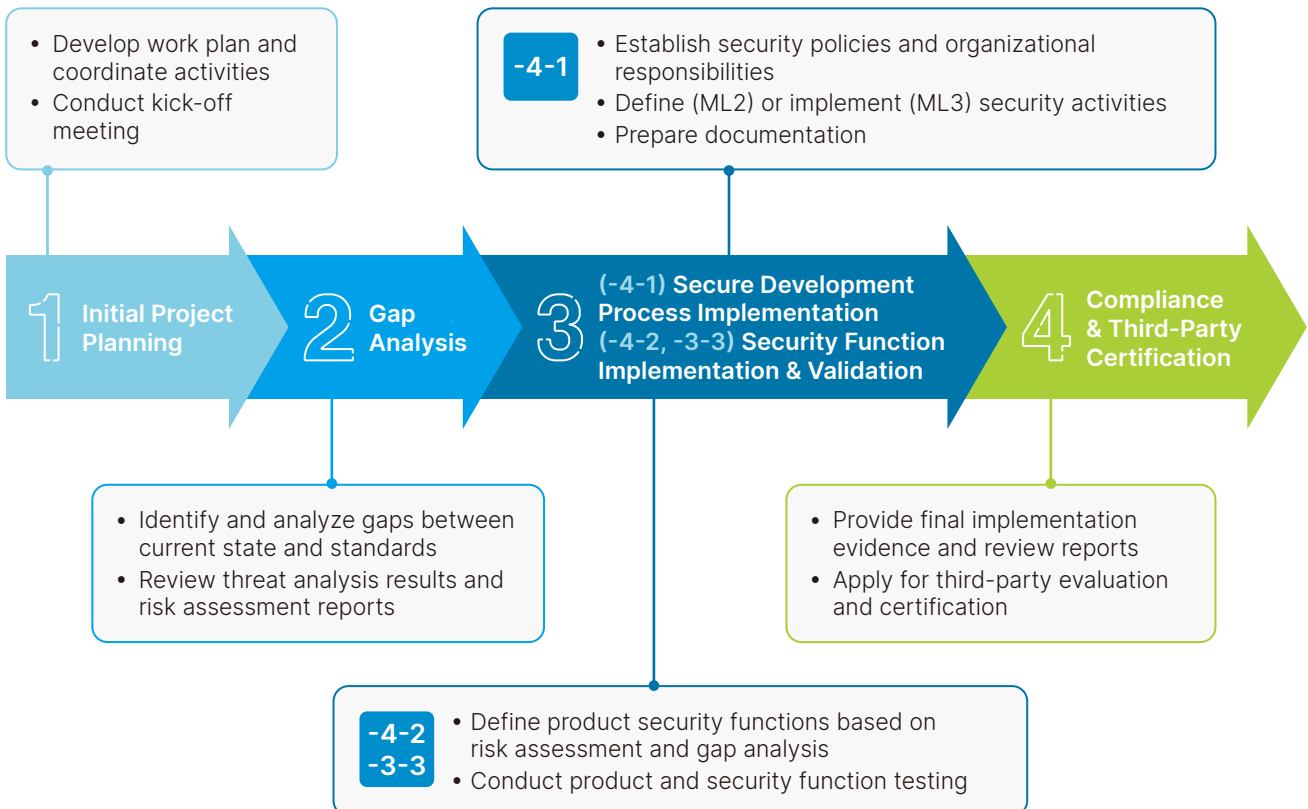 • Develop work plan and
coordinate activities
• Conduct kick-off
meeting
-4-1
• Establish security policies and organizational
responsibilities
• Define (ML2) or implement (ML3) security activities
• Prepare documentation
1
Initial Project
Planning
2
Gap
Analysis
3
(-4-1) Secure Development
Process Implementation
(-4-2, -3-3) Security Function
Implementation & Validation
4
Compliance
& Third-Party
Certification
• Identify and analyze gaps between
current state and standards
• Review threat analysis results and
risk assessment reports
• Provide final implementation
evidence and review reports
• Apply for third-party evaluation
and certification
-4-2
-3-3
• Define product security functions based on
risk assessment and gap analysis
• Conduct product and security function testing